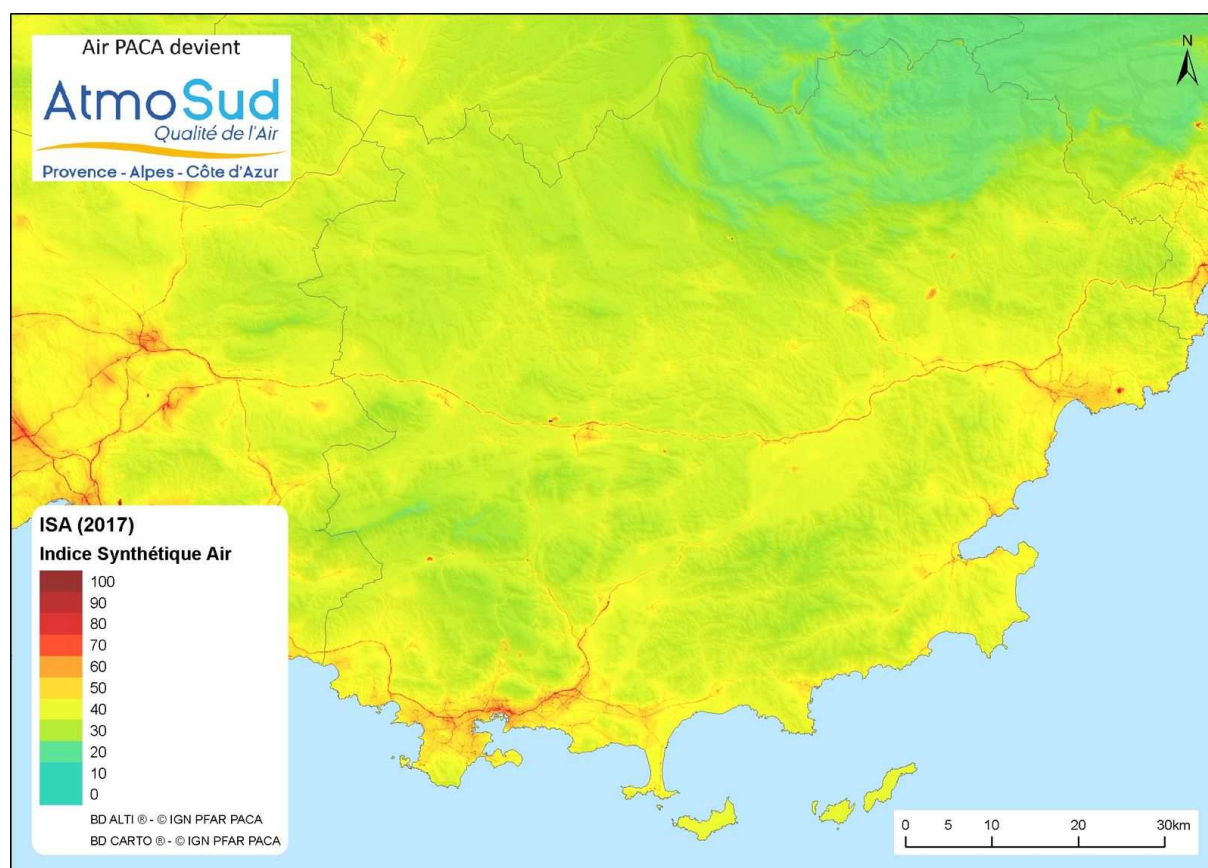 Air PACA devient
AtmoSud
Qualité de l'Air
Provence - Alpes - Côte d'Azur
N
ISA (2017)
Indice Synthétique Air
100
90
80
70
60
50
40
30
20
10
0
BD ALTI ® - © IGN PFAR PACA
BD CARTO ® - © IGN PFAR PACA
0 5 10 20 30km